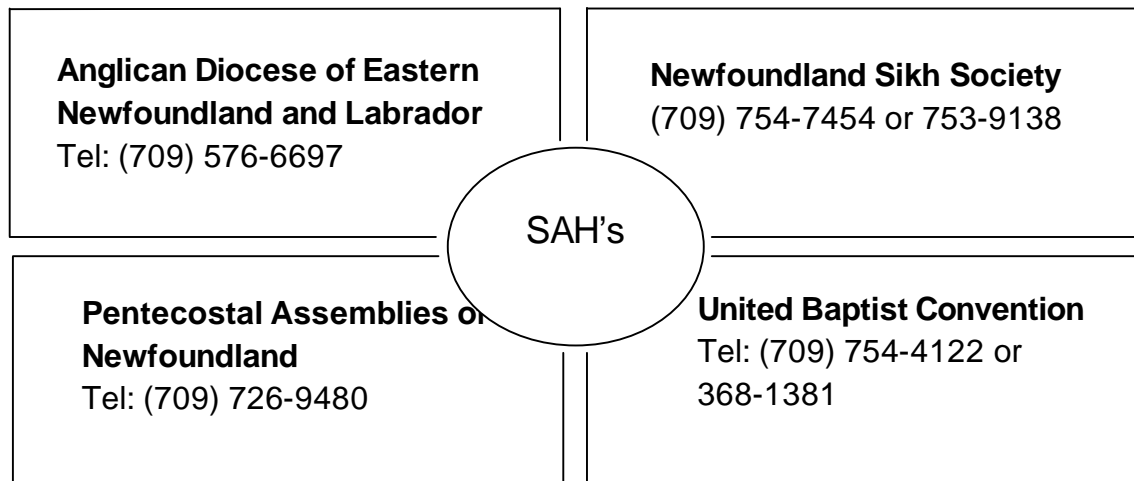 Anglican Diocese of Eastern
Newfoundland and Labrador
Tel: (709) 576-6697
Newfoundland Sikh Society
(709) 754-7454 or 753-9138
SAH’s
Pentecostal Assemblies of
Newfoundland
Tel: (709) 726-9480
United Baptist Convention
Tel: (709) 754-4122 or
368-1381